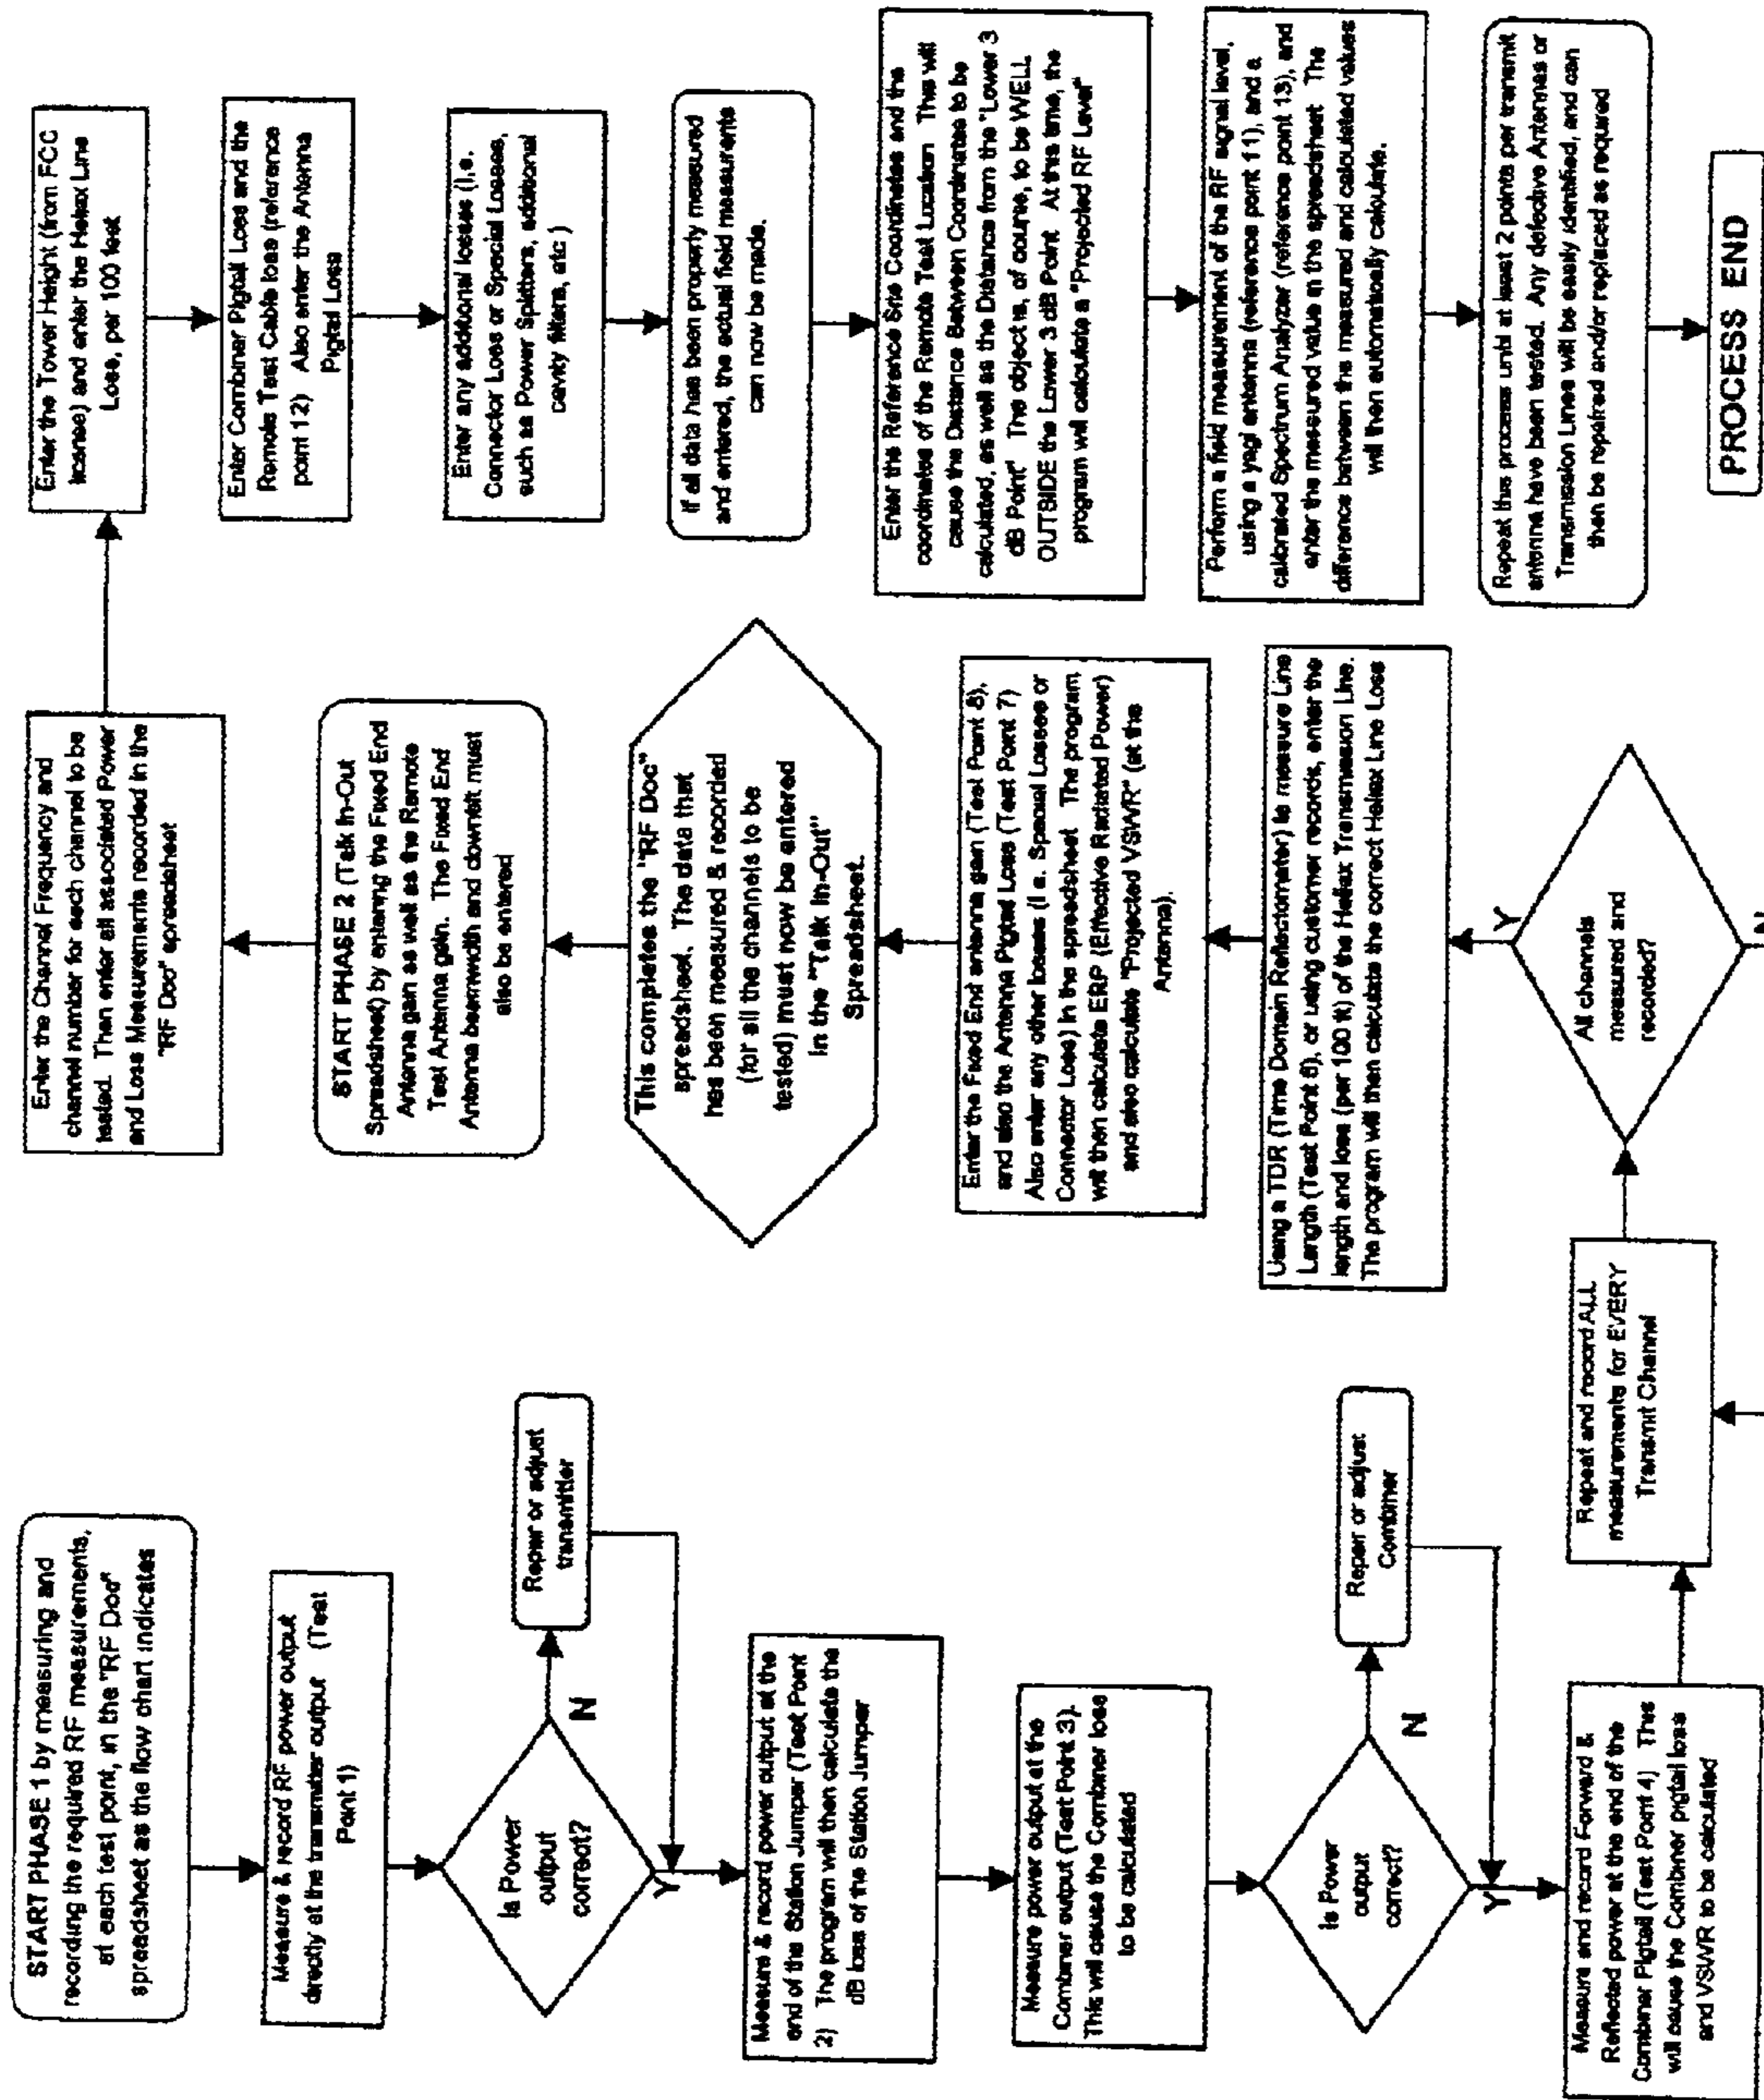 START PHASE 1 by measuring and
recording the required RF measurements,
at each test point, in the "RF Doc"
spreadsheet as the flow chart indicates
Measure & record RF power output
directly at the transmitter output (Test
Point 1)
Is Power
output
correct?
N
Y
Repair or adjust
transmitter
Measure & record power output at the
end of the Station Jumper (Test Point
2) The program will then calculate the
dB loss of the Station Jumper
Measure power output at the
Combiner output (Test Point 3).
This will cause the Combiner loss
to be calculated
Is Power
output
correct?
N
Y
Repair or adjust
Combiner
Measure and record Forward &
Reflected power at the end of the
Combiner Pigtail (Test Point 4) This
will cause the Combiner pigtail loss
and VSWR to be calculated
Repeat and record ALL
measurements for EVERY
Transmit Channel
All channels
measured and
recorded?
Y
N
Using a TDR (Time Domain Reflectometer) to measure Line
Length (Test Point 6), or using customer records, enter the
length and loss (per 100 ft) of the Heliax Transmission Line.
The program will then calculate the correct Heliax Line Loss
Enter the Fixed End antenna gain (Test Point 8),
and also the Antenna Pigtail Loss (Test Point 7)
Also enter any other losses (I e. Special Losses or
Connector Loss) in the spreadsheet The program
will then calculate ERP (Effective Radiated Power)
and also calculate "Projected VSWR" (at the
Antenna).
This completes the "RF Doc"
spreadsheet. The data that
has been measured & recorded
(for all the channels to be
tested) must now be entered
in the "Talk In-Out"
Spreadsheet.
START PHASE 2 (Talk In-Out
Spreadsheet) by entering the Fixed End
Antenna gain as well as the Remote
Test Antenna gain. The Fixed End
Antenna beamwidth and downtilt must
also be entered
Enter the Channel Frequency and
channel number for each channel to be
tested. Then enter all associated Power
and Loss Measurements recorded in the
"RF Doc" spreadsheet
Enter the Tower Height (from FCC
license) and enter the Heliax Line
Loss, per 100 feet
Enter Combiner Pigtail Loss and the
Remote Test Cable loss (reference
point 12) Also enter the Antenna
Pigtail Loss
Enter any additional losses (I.e.
Connector Loss or Special Losses,
such as Power Splitters, additional
cavity filters, etc )
If all data has been properly measured
and entered, the actual field measurements
can now be made.
Enter the Reference Site Coordinates and the
coordinates of the Remote Test Location This will
cause the Distance Between Coordinates to be
calculated, as well as the Distance from the "Lower 3
dB Point" The object is, of course, to be WELL
OUTSIDE the Lower 3 dB Point At this time, the
program will calculate a "Projected RF Level"
Perform a field measurement of the RF signal level,
using a yagi antenna (reference point 11), and a
calibrated Spectrum Analyzer (reference point 13), and
enter the measured value in the spreadsheet The
difference between the measured and calculated values
will then automatically calculate.
Repeat this process until at least 2 points per transmit
antenna have been tested. Any defective Antennas or
Transmission Lines will be easily identified, and can
then be repaired and/or replaced as required
PROCESS END